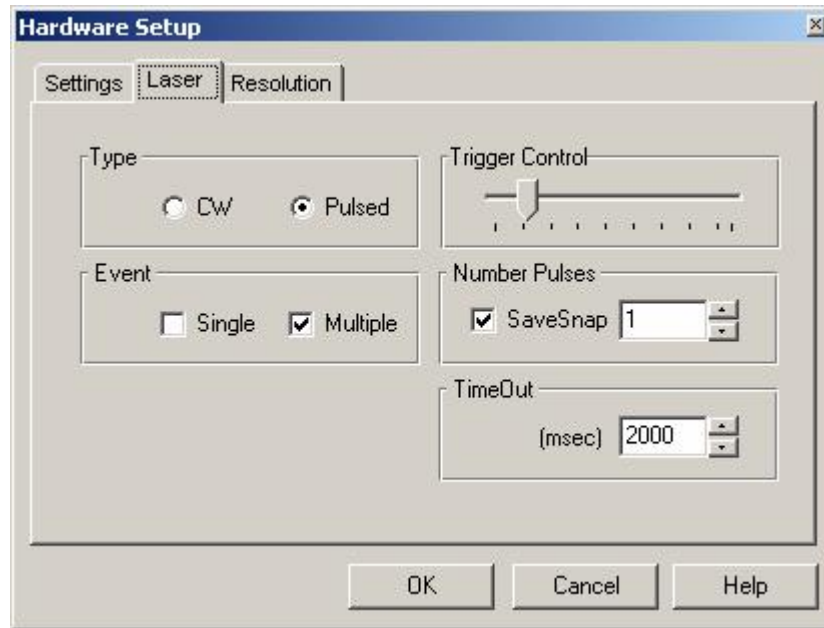 Hardware Setup
Settings Laser Resolution
Type
CW Pulsed
Trigger Control
Event
Single Multiple
Number Pulses
SaveSnap 1
TimeOut
(msec) 2000
OK Cancel Help